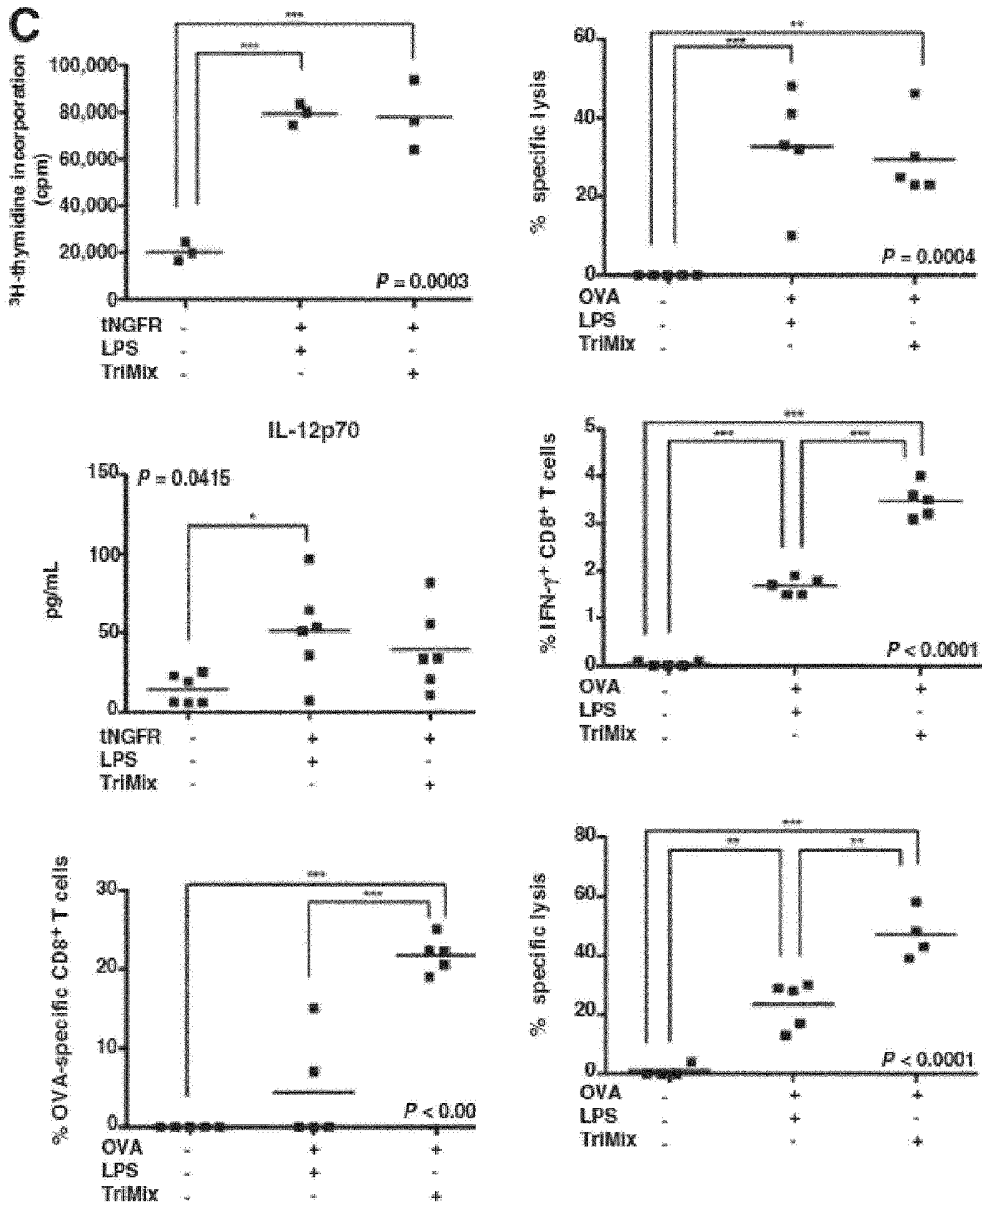 C
***
***
³H-thymidine incorporation
(cpm)
100,000
80,000
60,000
40,000
20,000
0
P = 0.0003
tNGFR - + +
LPS - + -
TriMix - - +
**
***
% specific lysis
60
40
20
0
P = 0.0004
OVA - + +
LPS - + -
TriMix - - +
IL-12p70
P = 0.0415
*
pg/mL
150
100
50
0
tNGFR - + +
LPS - + -
TriMix - - +
***
*** ***
% IFN-γ⁺ CD8⁺ T cells
5
4
3
2
1
0
P < 0.0001
OVA - + +
LPS - + -
TriMix - - +
***
***
% OVA-specific CD8⁺ T cells
30
20
10
0
P < 0.00
OVA - + +
LPS - + -
TriMix - - +
***
** **
% specific lysis
80
60
40
20
0
P < 0.0001
OVA - + +
LPS - + -
TriMix - - +